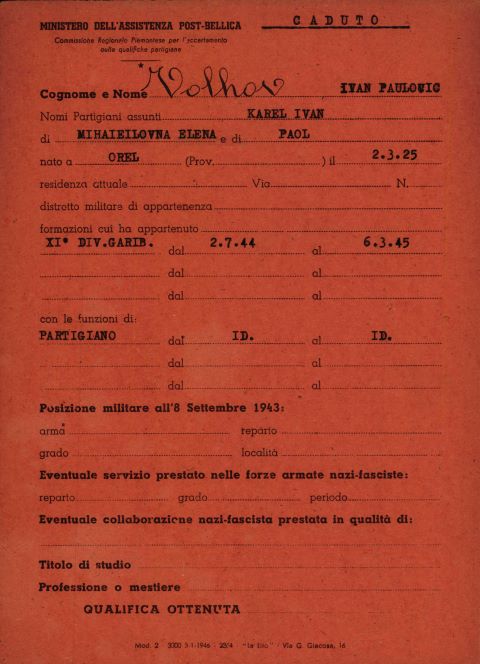 CADUTO
MINISTERO DELL'ASSISTENZA POST-BELLICA
Commissione Regionale Piemontese per l'accertamento
sulle qualifiche partigiane
Cognome e Nome Volhov IVAN PAULOVIC
Nomi Partigiani assunti KAREL IVAN
di MIHAIEILOVNA ELENA e di PAOL
nato a OREL (Prov. ) il 2.3.25
residenza attuale Via N.
distretto militare di appartenenza
formazioni cui ha appartenuto
XI° DIV.GARIB. dal 2.7.44 al 6.3.45
dal al
dal al
con le funzioni di:
PARTIGIANO dal ID. al ID.
dal al
dal al
Posizione militare all'8 Settembre 1943:
arma reparto
grado località
Eventuale servizio prestato nelle forze armate nazi-fasciste:
reparto grado periodo
Eventuale collaborazione nazi-fascista prestata in qualità di:
Titolo di studio
Professione o mestiere
QUALIFICA OTTENUTA
Mod. 2 3000 3-1-1946 "La Lito" Via G. Giacosa, 16